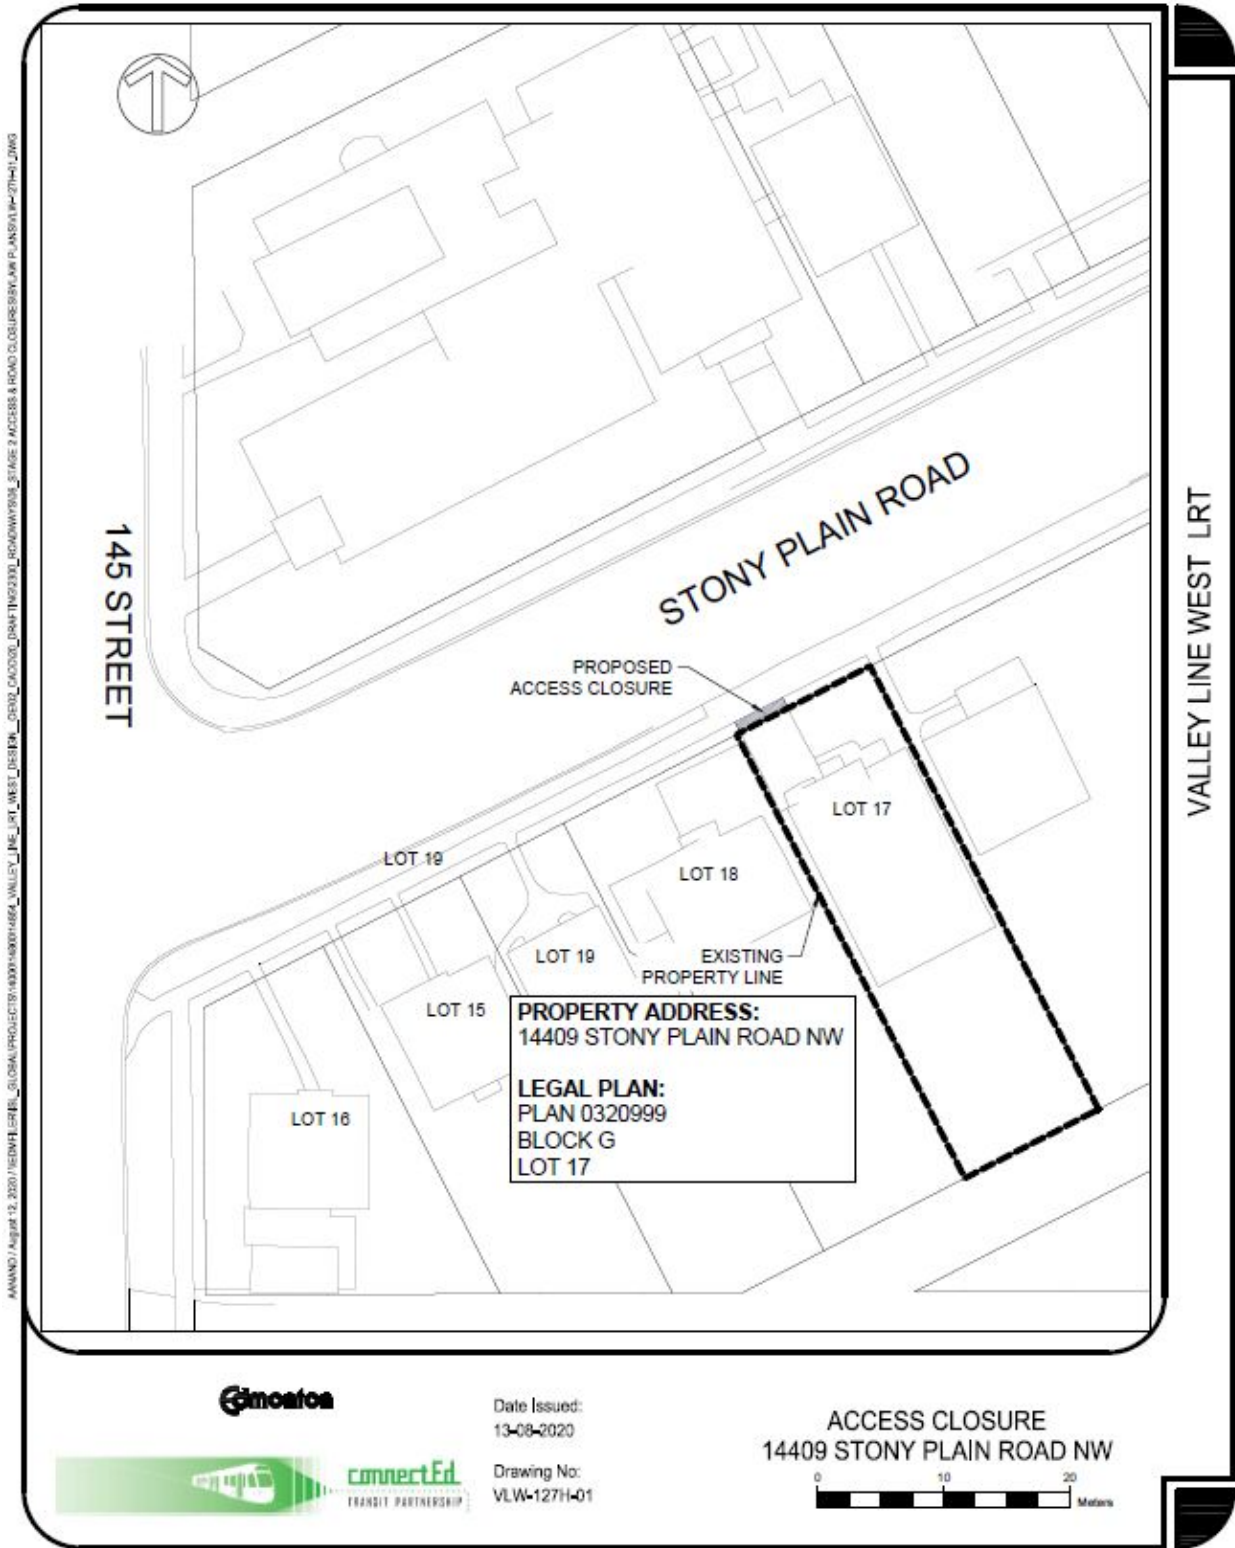 145 STREET
STONY PLAIN ROAD
PROPOSED
ACCESS CLOSURE
LOT 17
LOT 19
LOT 18
EXISTING
PROPERTY LINE
LOT 19
LOT 15
LOT 16
PROPERTY ADDRESS:
14409 STONY PLAIN ROAD NW
LEGAL PLAN:
PLAN 0320999
BLOCK G
LOT 17
VALLEY LINE WEST LRT
Edmonton
connectEd
TRANSIT PARTNERSHIP
Date Issued:
13-08-2020
Drawing No:
VLW-127H-01
ACCESS CLOSURE
14409 STONY PLAIN ROAD NW
0 10 20
Meters